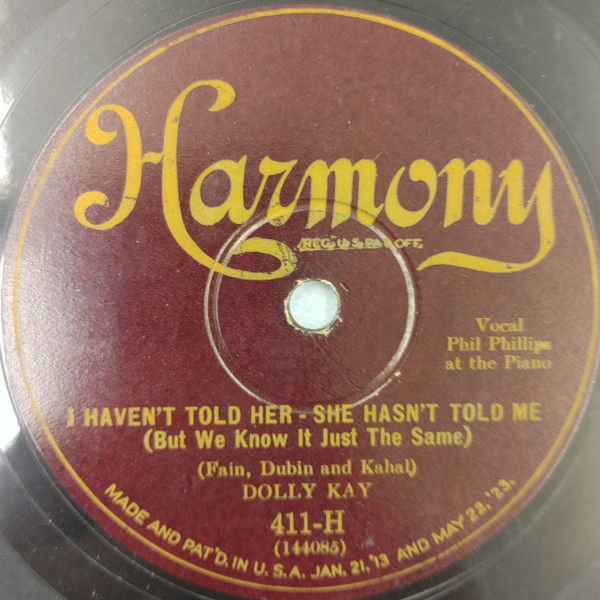 Harmony
REG. U.S. PAT. OFF.
Vocal
Phil Phillips
at the Piano
I HAVEN'T TOLD HER - SHE HASN'T TOLD ME
(But We Know It Just The Same)
(Fain, Dubin and Kahal)
DOLLY KAY
411-H
(144085)
MADE AND PAT'D. IN U.S.A. JAN. 21,'13 AND MAY 22,'23.